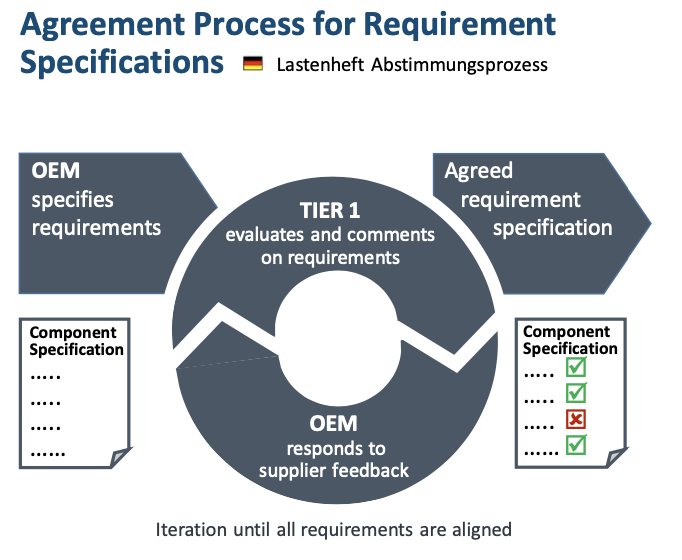 Agreement Process for Requirement
Specifications Lastenheft Abstimmungsprozess
OEM
specifies
requirements
TIER 1
evaluates and comments
on requirements
Agreed
requirement
specification
Component
Specification
.....
.....
.....
......
OEM
responds to
supplier feedback
Component
Specification
.....
.....
.....
......
Iteration until all requirements are aligned